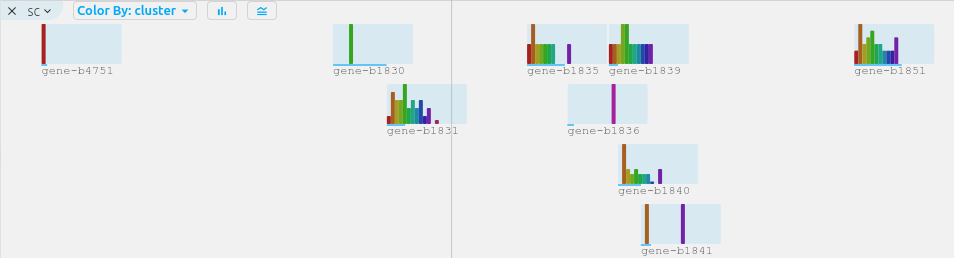 SC Color By: cluster
gene-b4751 gene-b1830 gene-b1835 gene-b1839 gene-b1851
gene-b1831 gene-b1836
gene-b1840
gene-b1841